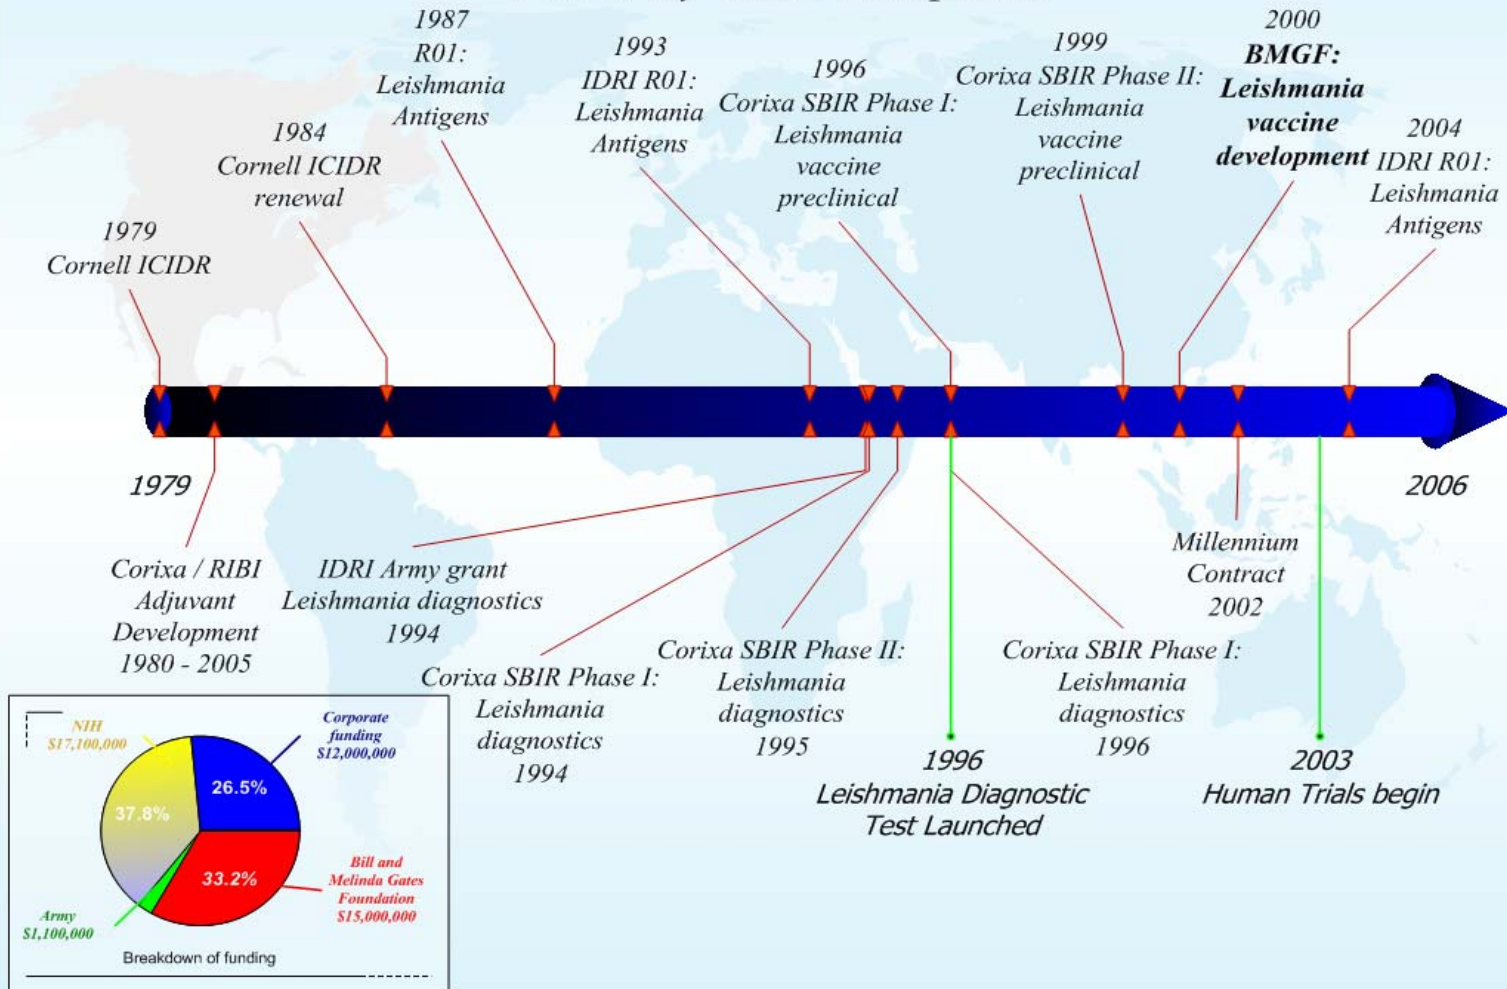 1987
R01:
Leishmania
Antigens
1993
IDRI R01:
Leishmania
Antigens
1996
Corixa SBIR Phase I:
Leishmania
vaccine
preclinical
1999
Corixa SBIR Phase II:
Leishmania
vaccine
preclinical
2000
BMGF:
Leishmania
vaccine
development
2004
IDRI R01:
Leishmania
Antigens
1984
Cornell ICIDR
renewal
1979
Cornell ICIDR
1979
2006
Corixa / RIBI
Adjuvant
Development
1980 - 2005
IDRI Army grant
Leishmania diagnostics
1994
Corixa SBIR Phase I:
Leishmania
diagnostics
1994
Corixa SBIR Phase II:
Leishmania
diagnostics
1995
1996
Leishmania Diagnostic
Test Launched
Corixa SBIR Phase I:
Leishmania
diagnostics
1996
Millennium
Contract
2002
2003
Human Trials begin
NIH
$17,100,000
Corporate
funding
$12,000,000
37.8%
26.5%
33.2%
Bill and
Melinda Gates
Foundation
$15,000,000
Army
$1,100,000
Breakdown of funding